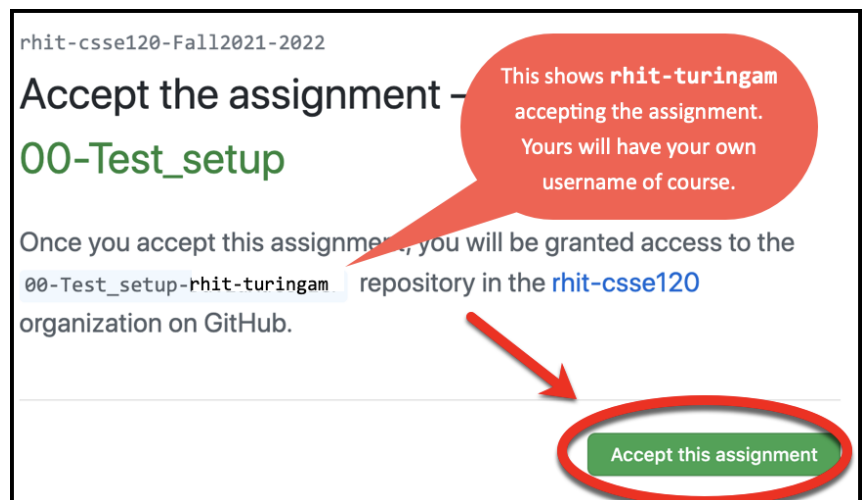 rhit-csse120-Fall2021-2022
Accept the assignment –
00-Test_setup
This shows rhit-turingam
accepting the assignment.
Yours will have your own
username of course.
Once you accept this assignment, you will be granted access to the
00-Test_setup-rhit-turingam repository in the rhit-csse120
organization on GitHub.
Accept this assignment